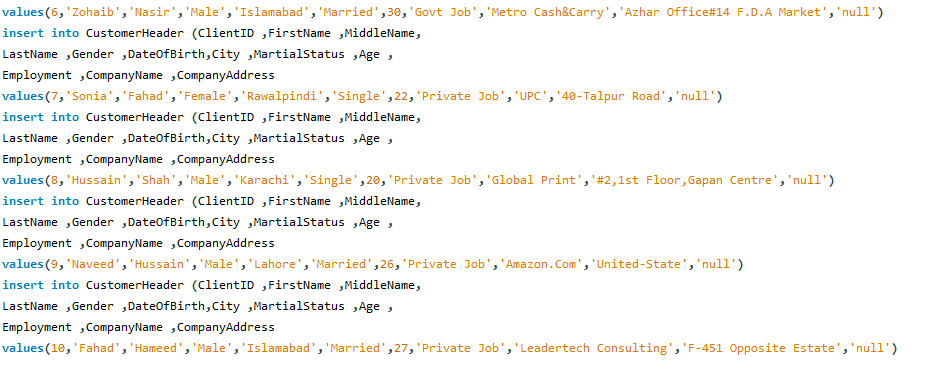 values(6,'Zohaib','Nasir','Male','Islamabad','Married',30,'Govt Job','Metro Cash&Carry','Azhar Office#14 F.D.A Market','null')
insert into CustomerHeader (ClientID ,FirstName ,MiddleName,
LastName ,Gender ,DateOfBirth,City ,MartialStatus ,Age ,
Employment ,CompanyName ,CompanyAddress
values(7,'Sonia','Fahad','Female','Rawalpindi','Single',22,'Private Job','UPC','40-Talpur Road','null')
insert into CustomerHeader (ClientID ,FirstName ,MiddleName,
LastName ,Gender ,DateOfBirth,City ,MartialStatus ,Age ,
Employment ,CompanyName ,CompanyAddress
values(8,'Hussain','Shah','Male','Karachi','Single',20,'Private Job','Global Print','#2,1st Floor,Gapan Centre','null')
insert into CustomerHeader (ClientID ,FirstName ,MiddleName,
LastName ,Gender ,DateOfBirth,City ,MartialStatus ,Age ,
Employment ,CompanyName ,CompanyAddress
values(9,'Naveed','Hussain','Male','Lahore','Married',26,'Private Job','Amazon.Com','United-State','null')
insert into CustomerHeader (ClientID ,FirstName ,MiddleName,
LastName ,Gender ,DateOfBirth,City ,MartialStatus ,Age ,
Employment ,CompanyName ,CompanyAddress
values(10,'Fahad','Hameed','Male','Islamabad','Married',27,'Private Job','Leadertech Consulting','F-451 Opposite Estate','null')